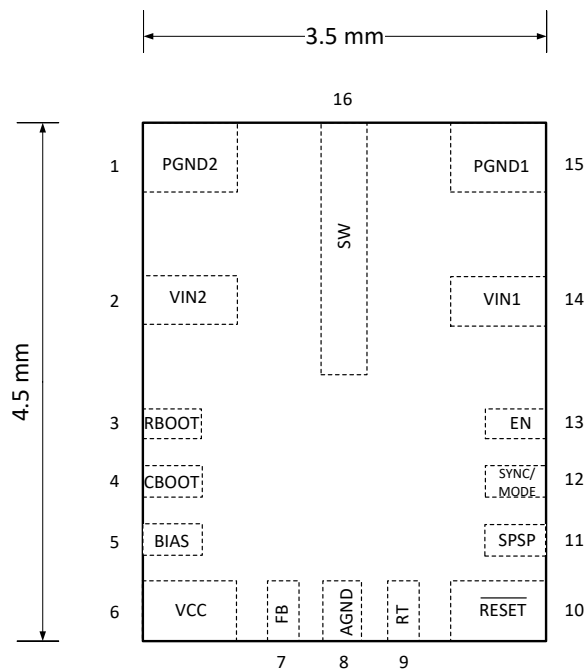 3.5 mm
16
1 PGND2 PGND1 15
SW
2 VIN2 VIN1 14
4.5 mm
3 RBOOT EN 13
4 CBOOT SYNC/
MODE 12
5 BIAS SPSP 11
6 VCC FB AGND RT RESET 10
7 8 9